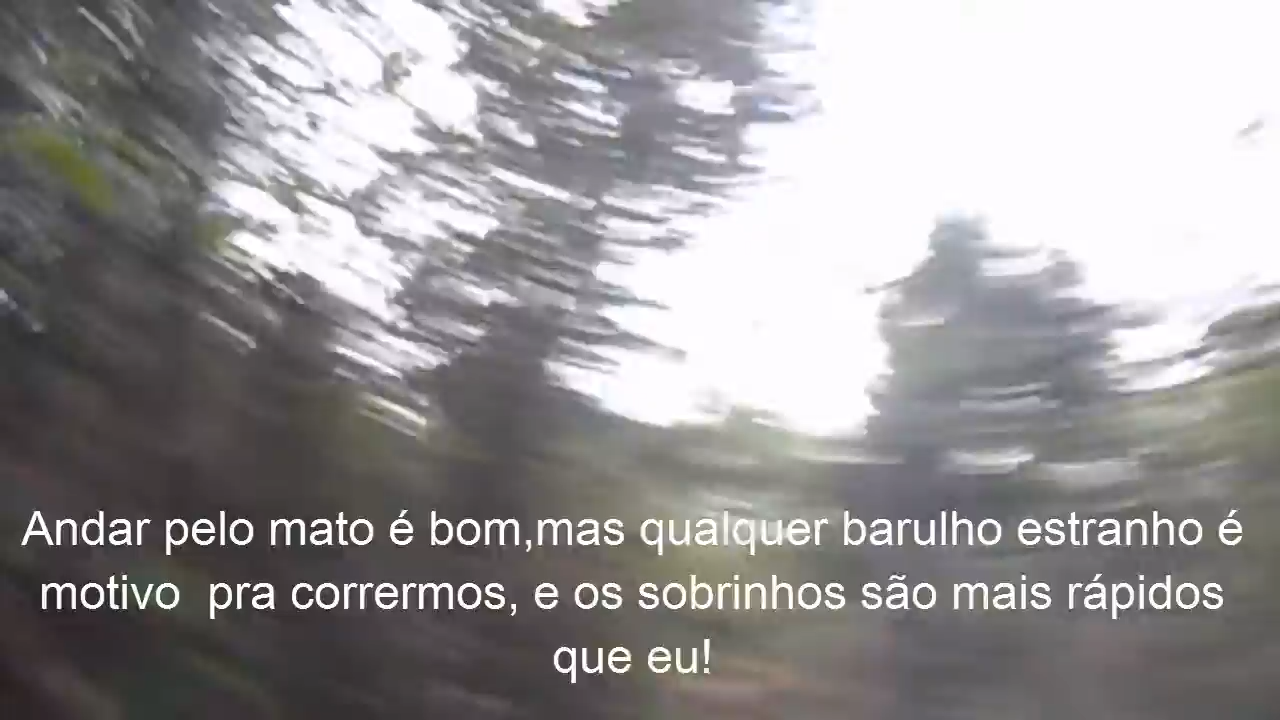 Andar pelo mato é bom,mas qualquer barulho estranho é
motivo  pra corrermos, e os sobrinhos são mais rápidos
que eu!